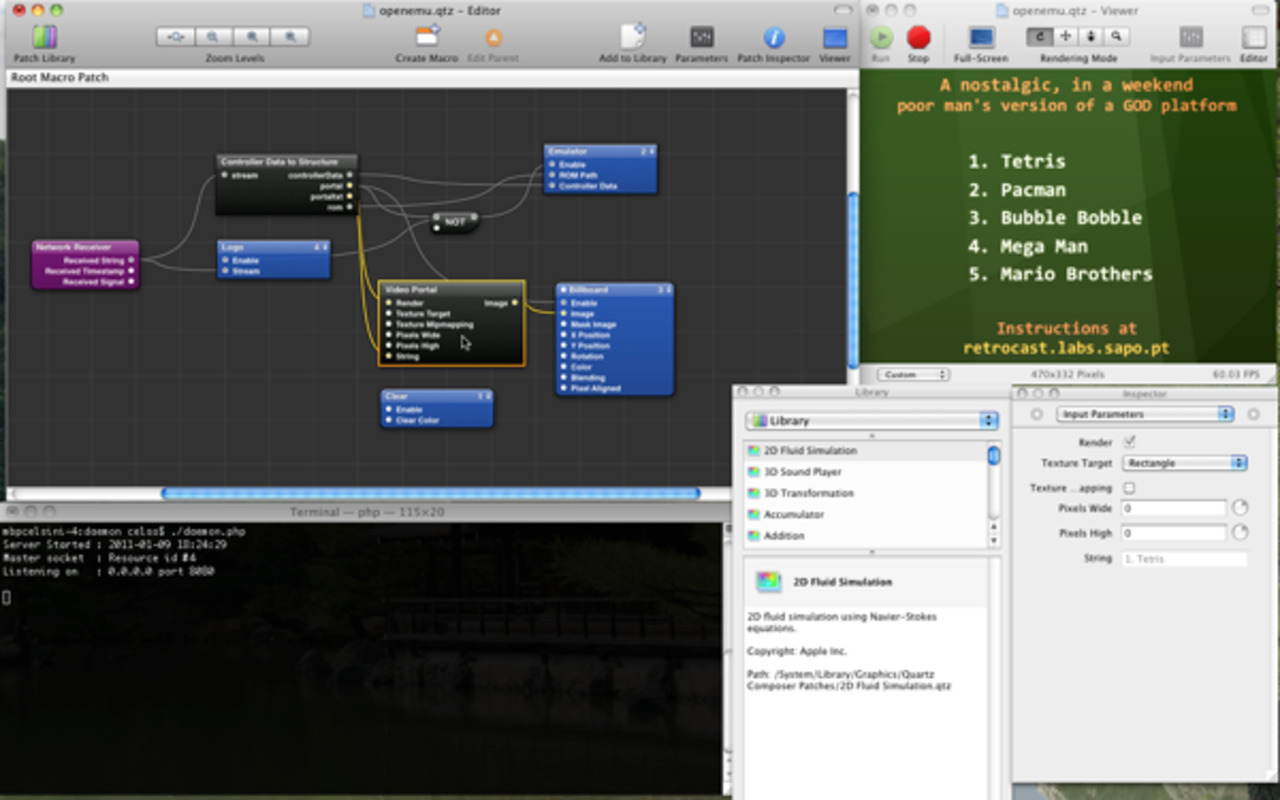 openemu.qtz – Editor
Patch Library
Zoom Levels
Create Macro
Edit Parent
Add to Library
Parameters
Patch Inspector
Viewer
Root Macro Patch
Controller Data to Structure
stream
controllerData
portal
portaltxt
rom
Emulator 2
Enable
ROM Path
Controller Data
NOT
Network Receiver
Received String
Received Timestamp
Received Signal
Logo 4
Enable
Stream
Video Portal
Render
Image
Texture Target
Texture Mipmapping
Pixels Wide
Pixels High
String
Billboard 3
Enable
Image
Mask Image
X Position
Y Position
Rotation
Color
Blending
Pixel Aligned
Clear 1
Enable
Clear Color
openemu.qtz – Viewer
Run
Stop
Full-Screen
Rendering Mode
Input Parameters
Editor
A nostalgic, in a weekend
poor man's version of a GOD platform
1. Tetris
2. Pacman
3. Bubble Bobble
4. Mega Man
5. Mario Brothers
Instructions at
retrocast.labs.sapo.pt
Custom
470x332 Pixels
60.03 FPS
Terminal — php — 115×20
mbpcelsini-4:daemon celso$ ./daemon.php
Server Started : 2011-01-09 18:24:29
Master socket : Resource id #4
Listening on : 0.0.0.0 port 8080
Library
Library
2D Fluid Simulation
3D Sound Player
3D Transformation
Accumulator
Addition
2D Fluid Simulation
2D fluid simulation using Navier-Stokes
equations.
Copyright: Apple Inc.
Path: /System/Library/Graphics/Quartz
Composer Patches/2D Fluid Simulation.qtz
Inspector
Input Parameters
Render
Texture Target
Rectangle
Texture ...apping
Pixels Wide 0
Pixels High 0
String 1. Tetris